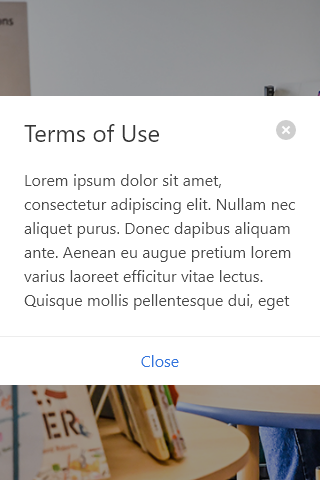 Terms of Use
Lorem ipsum dolor sit amet,
consectetur adipiscing elit. Nullam nec
aliquet purus. Donec dapibus aliquam
ante. Aenean eu augue pretium lorem
varius laoreet efficitur vitae lectus.
Quisque mollis pellentesque dui, eget
Close
ER